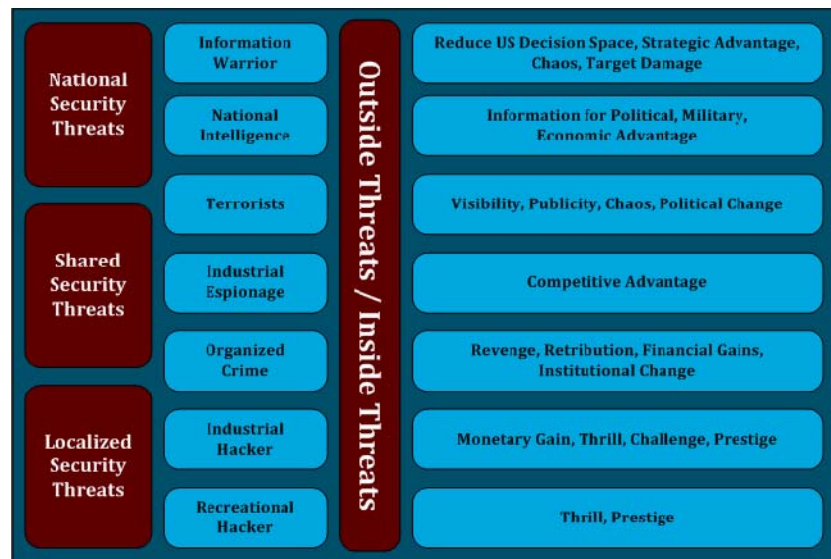 National
Security
Threats
Shared
Security
Threats
Localized
Security
Threats
Information
Warrior
National
Intelligence
Terrorists
Industrial
Espionage
Organized
Crime
Industrial
Hacker
Recreational
Hacker
Outside Threats / Inside Threats
Reduce US Decision Space, Strategic Advantage,
Chaos, Target Damage
Information for Political, Military,
Economic Advantage
Visibility, Publicity, Chaos, Political Change
Competitive Advantage
Revenge, Retribution, Financial Gains,
Institutional Change
Monetary Gain, Thrill, Challenge, Prestige
Thrill, Prestige